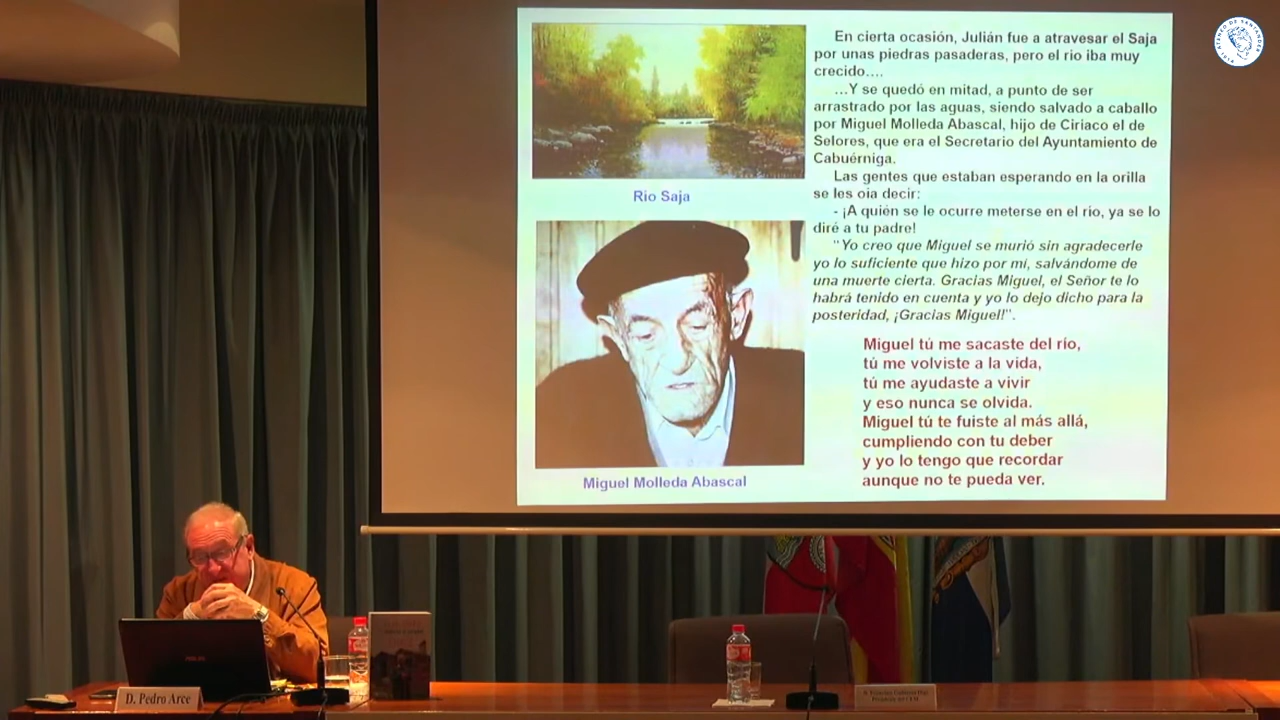 En cierta ocasión, Julián fue a atravesar el Saja
por unas piedras pasaderas, pero el río iba muy
crecido....
...Y se quedó en mitad, a punto de ser
arrastrado por las aguas, siendo salvado a caballo
por Miguel Molleda Abascal, hijo de Ciriaco el de
Selores, que era el Secretario del Ayuntamiento de
Cabuérniga.
Las gentes que estaban esperando en la orilla
se les oía decir:
- ¡A quién se le ocurre meterse en el río, ya se lo
diré a tu padre!
"Yo creo que Miguel se murió sin agradecerle
yo lo suficiente que hizo por mí, salvándome de
una muerte cierta. Gracias Miguel, el Señor te lo
habrá tenido en cuenta y yo lo dejo dicho para la
posteridad, ¡Gracias Miguel!".
Miguel tú me sacaste del río,
tú me volviste a la vida,
tú me ayudaste a vivir
y eso nunca se olvida.
Miguel tú te fuiste al más allá,
cumpliendo con tu deber
y yo lo tengo que recordar
aunque no te pueda ver.
Rio Saja
Miguel Molleda Abascal
ATENEO DE SANTANDER
1914
D. Pedro Arce